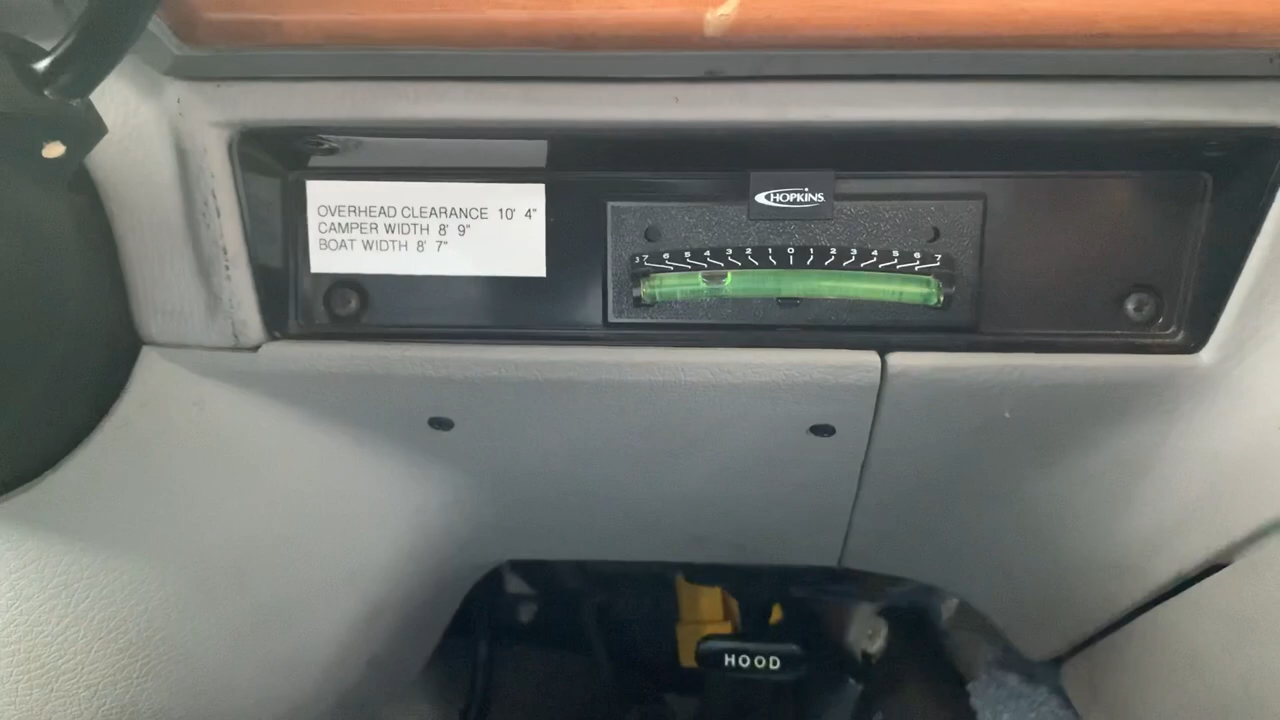 OVERHEAD CLEARANCE 10' 4"
CAMPER WIDTH 8' 9"
BOAT WIDTH 8' 7"
HOPKINS
7 6 5 4 3 2 1 0 1 2 3 4 5 6 7
HOOD